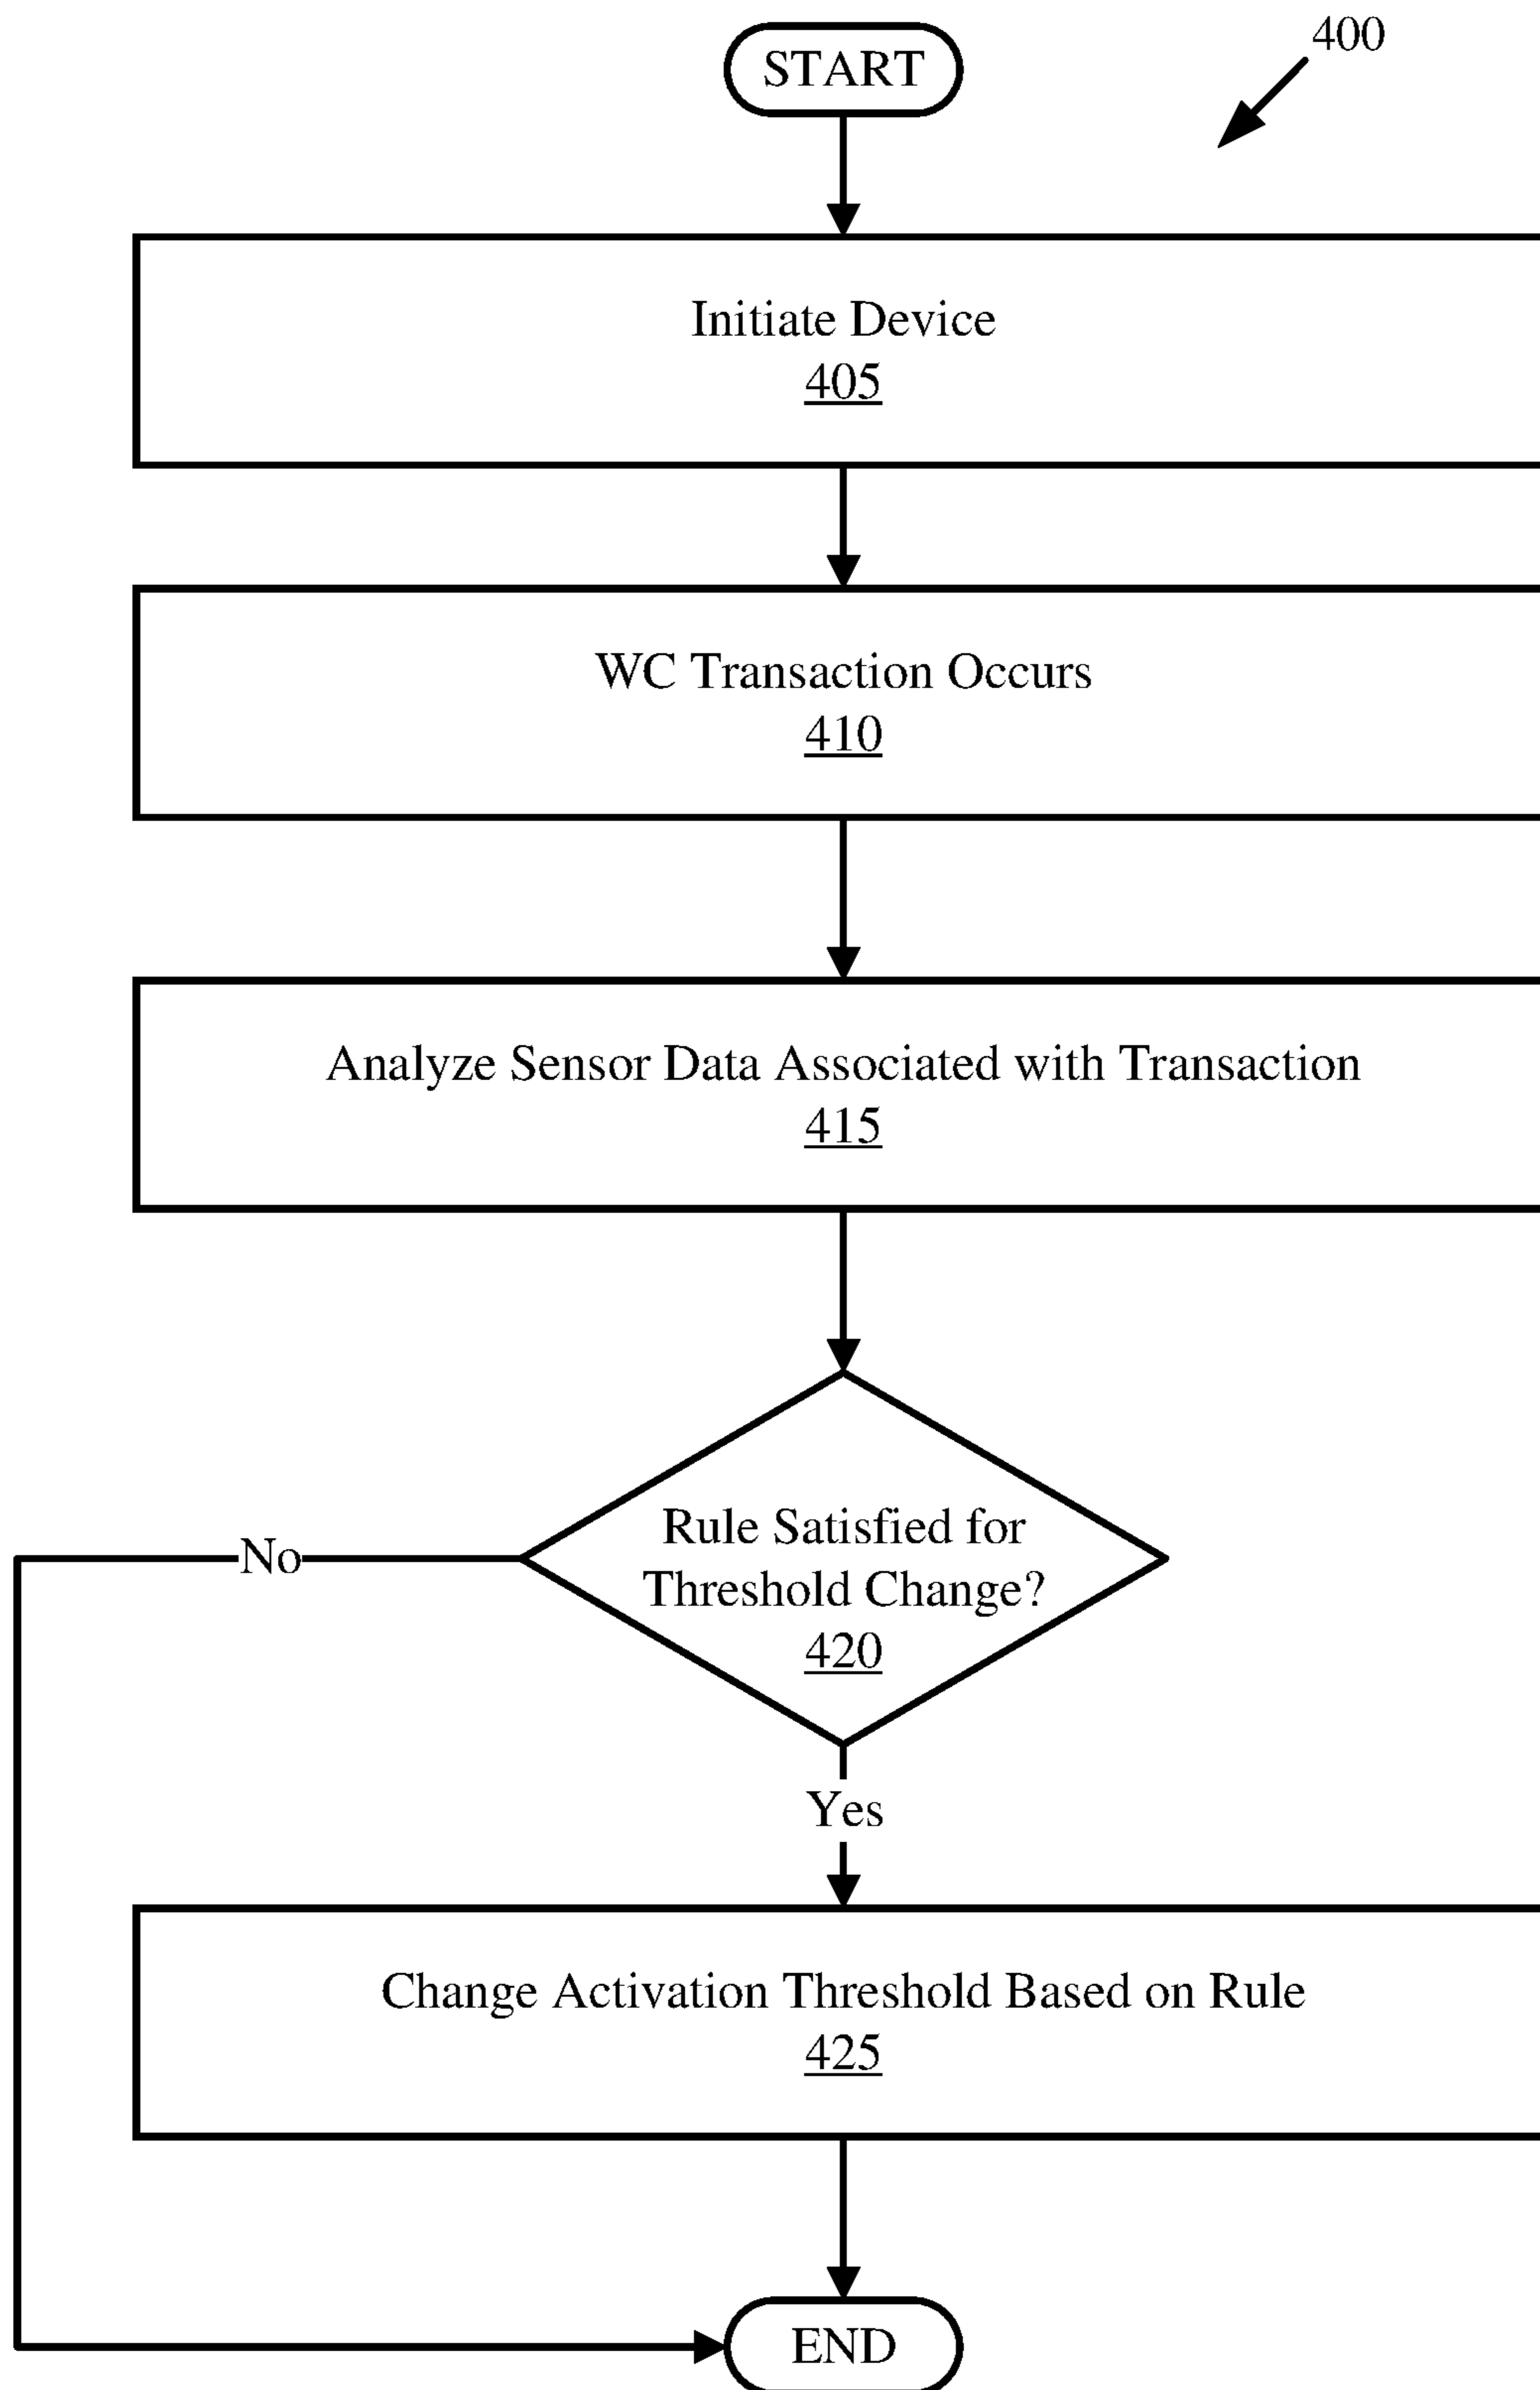 START
400
Initiate Device
405
WC Transaction Occurs
410
Analyze Sensor Data Associated with Transaction
415
Rule Satisfied for
Threshold Change?
420
No
Yes
Change Activation Threshold Based on Rule
425
END